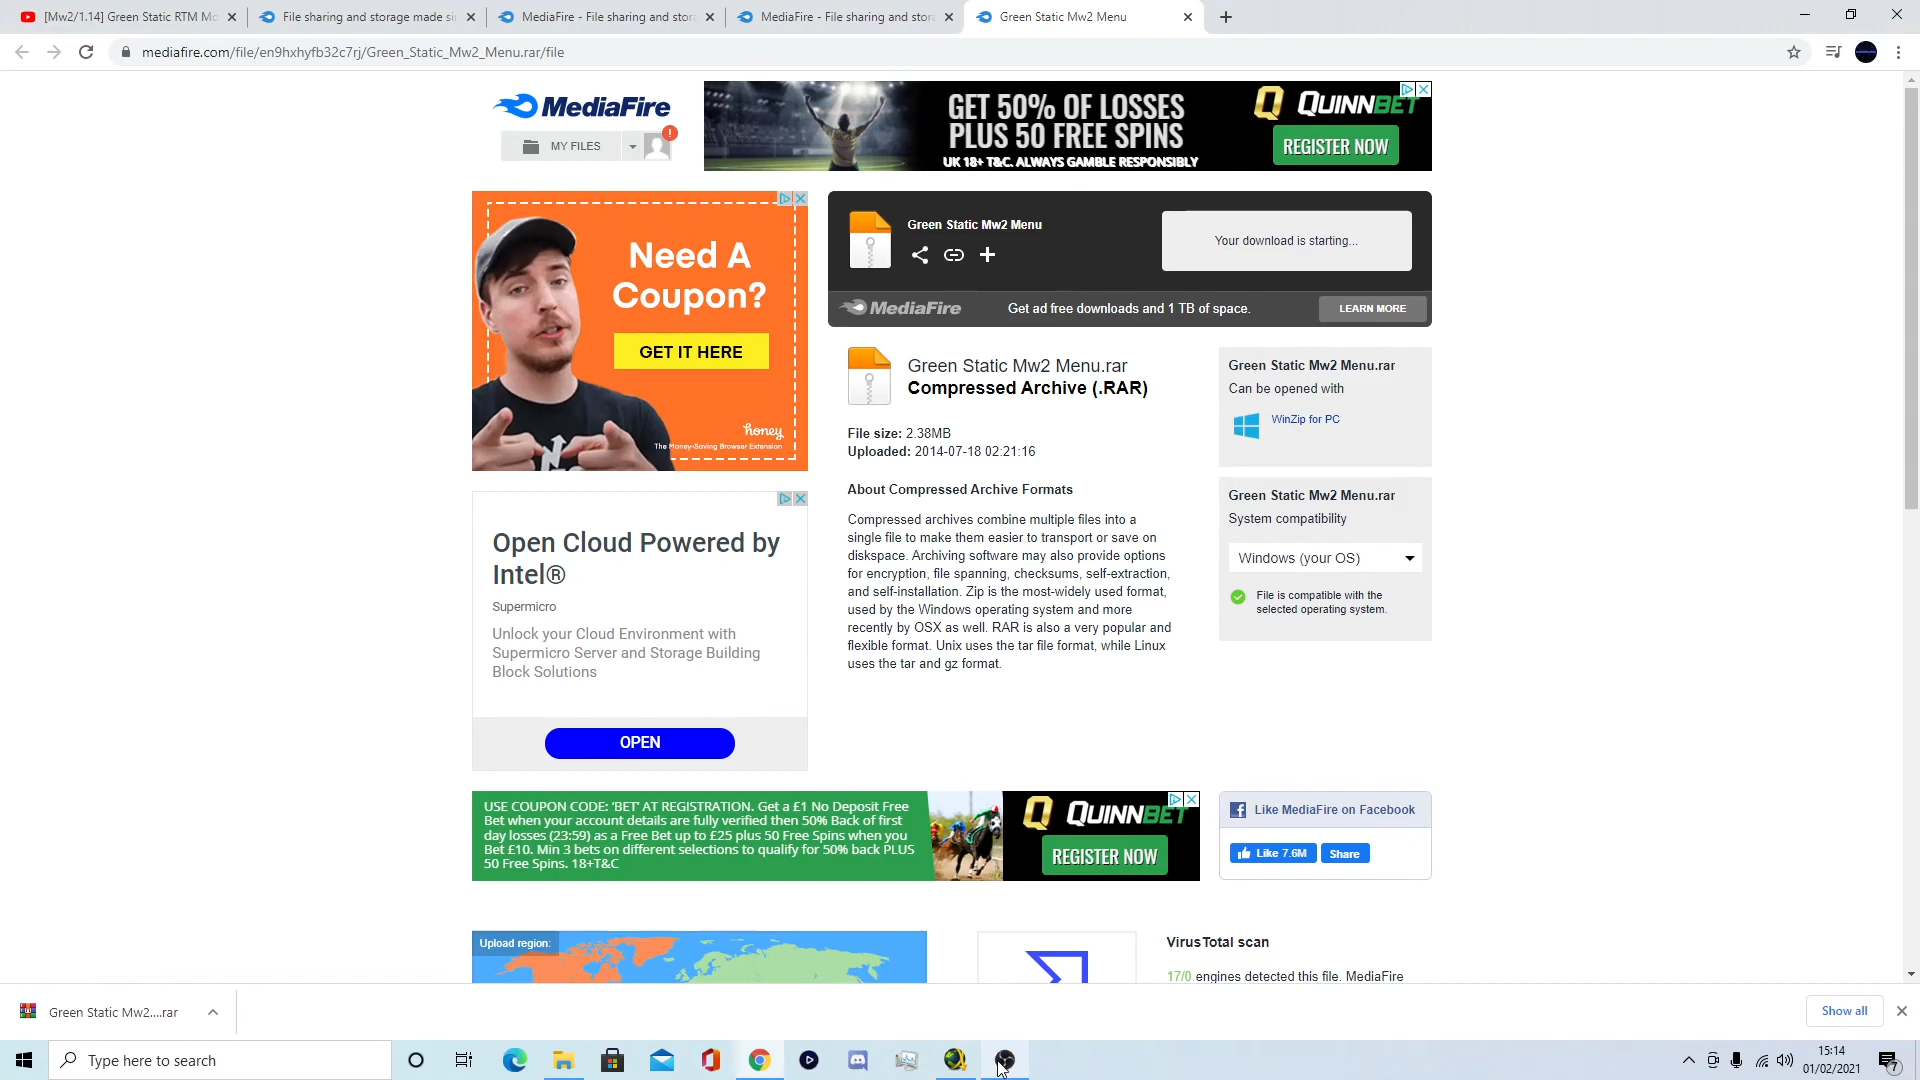 [Mw2/1.14] Green Static RTM Mo
File sharing and storage made si
MediaFire - File sharing and stora
MediaFire - File sharing and stora
Green Static Mw2 Menu
mediafire.com/file/en9hxhyfb32c7rj/Green_Static_Mw2_Menu.rar/file
MediaFire
MY FILES
!
GET 50% OF LOSSES
PLUS 50 FREE SPINS
UK 18+ T&C. ALWAYS GAMBLE RESPONSIBLY
QUINNBET
REGISTER NOW
Need A
Coupon?
GET IT HERE
honey
The Money-Saving Browser Extension
Green Static Mw2 Menu
Your download is starting...
MediaFire
Get ad free downloads and 1 TB of space.
LEARN MORE
Green Static Mw2 Menu.rar
Compressed Archive (.RAR)
File size: 2.38MB
Uploaded: 2014-07-18 02:21:16
About Compressed Archive Formats
Compressed archives combine multiple files into a
single file to make them easier to transport or save on
diskspace. Archiving software may also provide options
for encryption, file spanning, checksums, self-extraction,
and self-installation. Zip is the most-widely used format,
used by the Windows operating system and more
recently by OSX as well. RAR is also a very popular and
flexible format. Unix uses the tar file format, while Linux
uses the tar and gz format.
Green Static Mw2 Menu.rar
Can be opened with
WinZip for PC
Green Static Mw2 Menu.rar
System compatibility
Windows (your OS)
File is compatible with the
selected operating system.
Open Cloud Powered by
Intel®
Supermicro
Unlock your Cloud Environment with
Supermicro Server and Storage Building
Block Solutions
OPEN
USE COUPON CODE: 'BET' AT REGISTRATION. Get a £1 No Deposit Free
Bet when your account details are fully verified then 50% Back of first
day losses (23:59) as a Free Bet up to £25 plus 50 Free Spins when you
Bet £10. Min 3 bets on different selections to qualify for 50% back PLUS
50 Free Spins. 18+T&C
QUINNBET
REGISTER NOW
Like MediaFire on Facebook
Like 7.6M
Share
Upload region:
VirusTotal scan
17/0 engines detected this file. MediaFire
Green Static Mw2....rar
Show all
Type here to search
15:14
01/02/2021
7